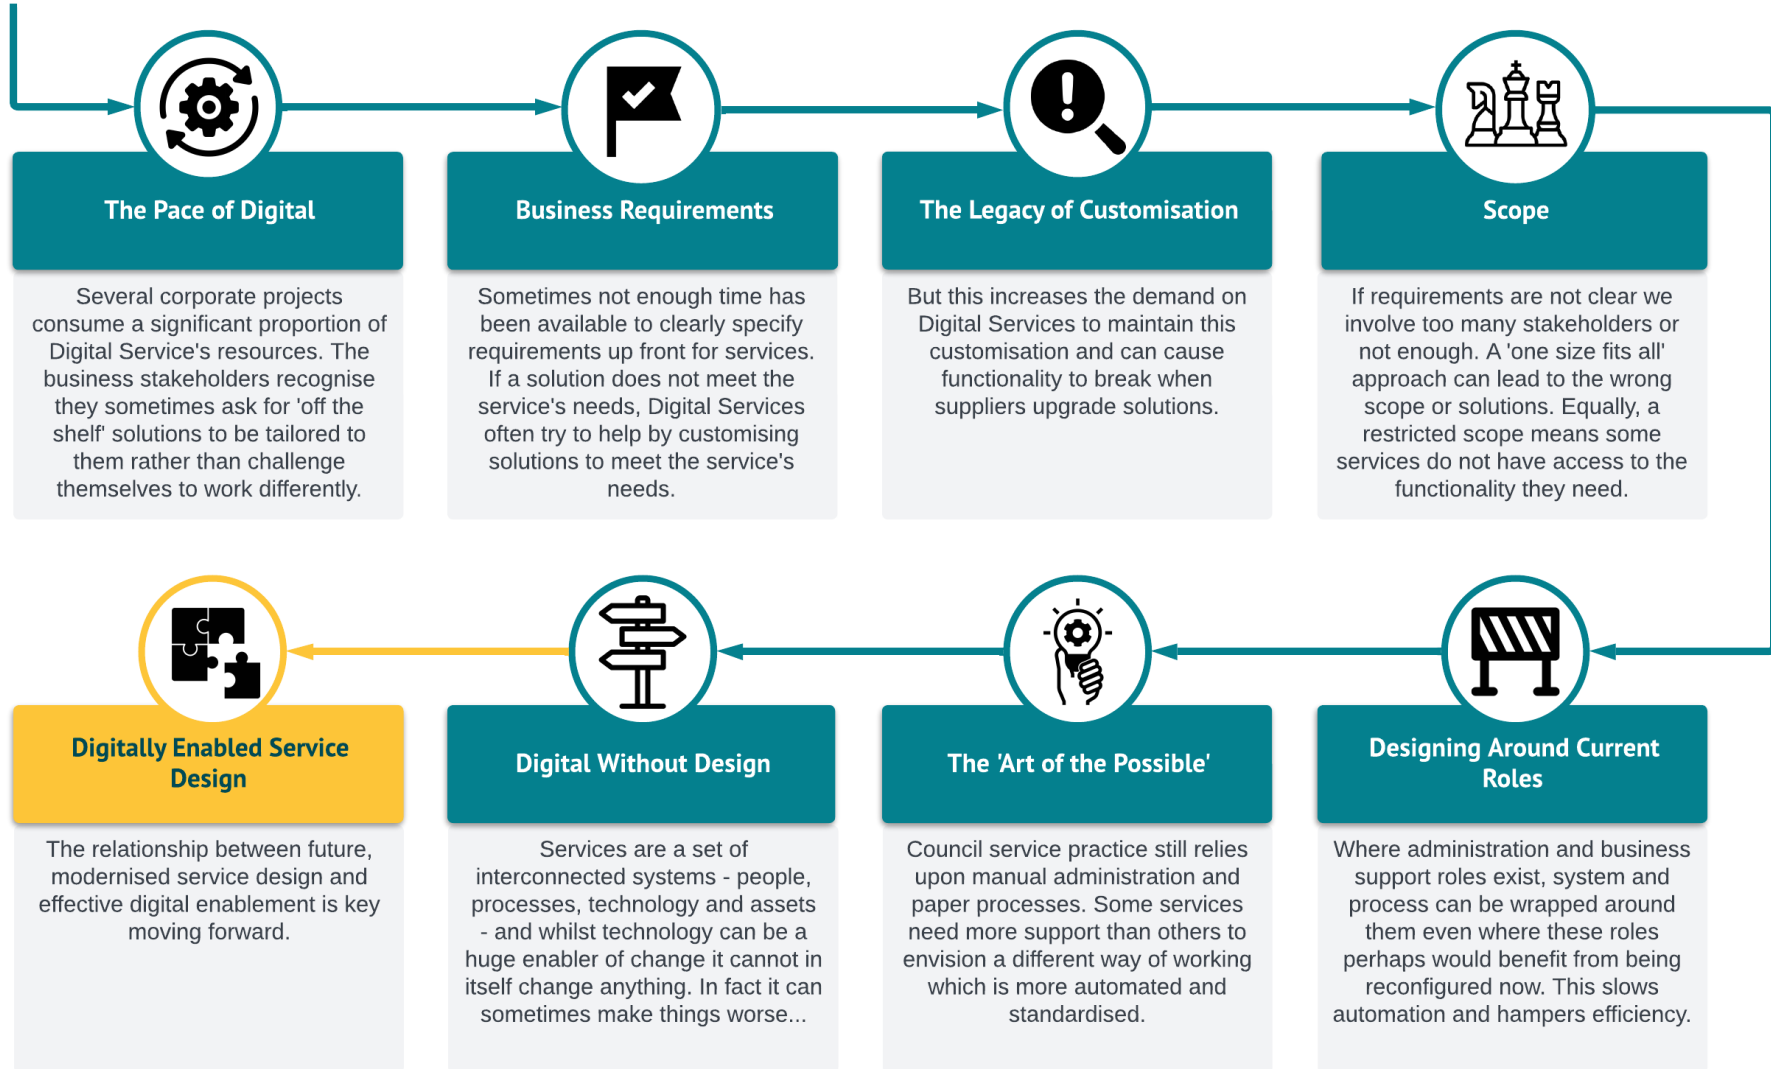 The Pace of Digital
Several corporate projects
consume a significant proportion of
Digital Service's resources. The
business stakeholders recognise
they sometimes ask for 'off the
shelf' solutions to be tailored to
them rather than challenge
themselves to work differently.
Business Requirements
Sometimes not enough time has
been available to clearly specify
requirements up front for services.
If a solution does not meet the
service's needs, Digital Services
often try to help by customising
solutions to meet the service's
needs.
The Legacy of Customisation
But this increases the demand on
Digital Services to maintain this
customisation and can cause
functionality to break when
suppliers upgrade solutions.
Scope
If requirements are not clear we
involve too many stakeholders or
not enough. A 'one size fits all'
approach can lead to the wrong
scope or solutions. Equally, a
restricted scope means some
services do not have access to the
functionality they need.
Designing Around Current
Roles
Where administration and business
support roles exist, system and
process can be wrapped around
them even where these roles
perhaps would benefit from being
reconfigured now. This slows
automation and hampers efficiency.
The 'Art of the Possible'
Council service practice still relies
upon manual administration and
paper processes. Some services
need more support than others to
envision a different way of working
which is more automated and
standardised.
Digital Without Design
Services are a set of
interconnected systems - people,
processes, technology and assets
- and whilst technology can be a
huge enabler of change it cannot in
itself change anything. In fact it can
sometimes make things worse...
Digitally Enabled Service
Design
The relationship between future,
modernised service design and
effective digital enablement is key
moving forward.